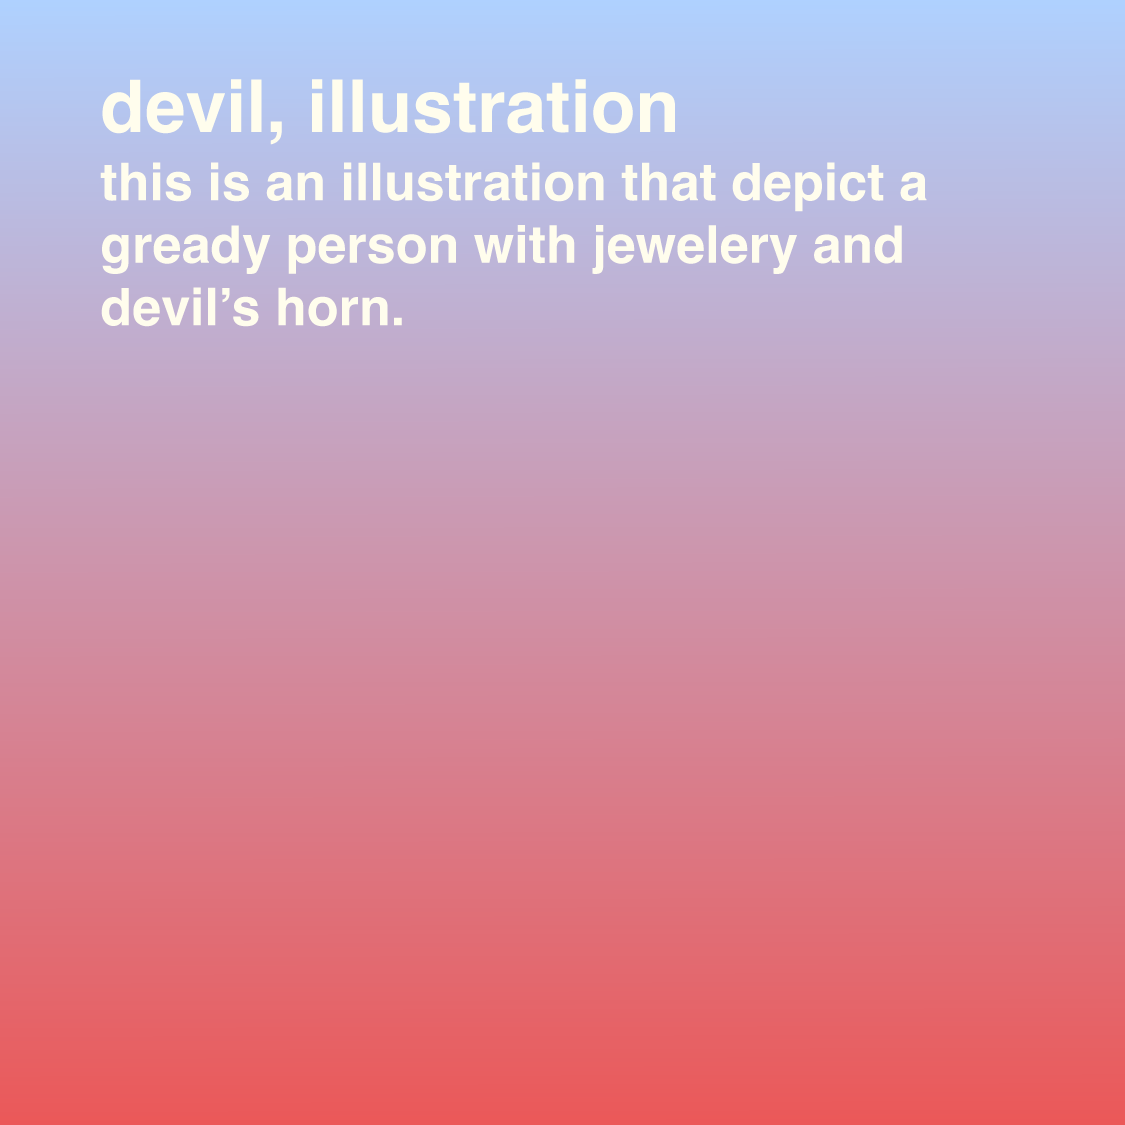 devil, illustration
this is an illustration that depict a
gready person with jewelery and
devil’s horn.